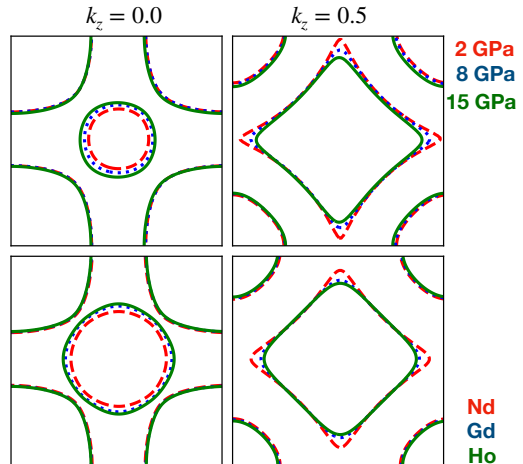 k_z = 0.0
k_z = 0.5
2 GPa
8 GPa
15 GPa
Nd
Gd
Ho